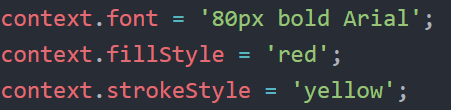 context.font = '80px bold Arial';
context.fillStyle = 'red';
context.strokeStyle = 'yellow';